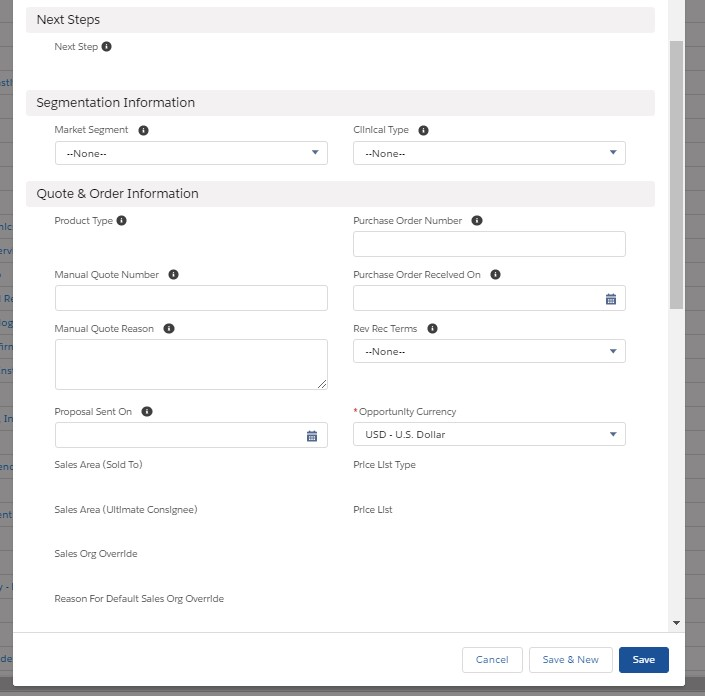 Next Steps
Next Step
Segmentation Information
Market Segment
Clinical Type
--None--
--None--
Quote & Order Information
Product Type
Purchase Order Number
Manual Quote Number
Purchase Order Received On
Manual Quote Reason
Rev Rec Terms
--None--
Proposal Sent On
*Opportunity Currency
USD - U.S. Dollar
Sales Area (Sold To)
Price List Type
Sales Area (Ultimate Consignee)
Price List
Sales Org Override
Reason For Default Sales Org Override
Cancel
Save & New
Save